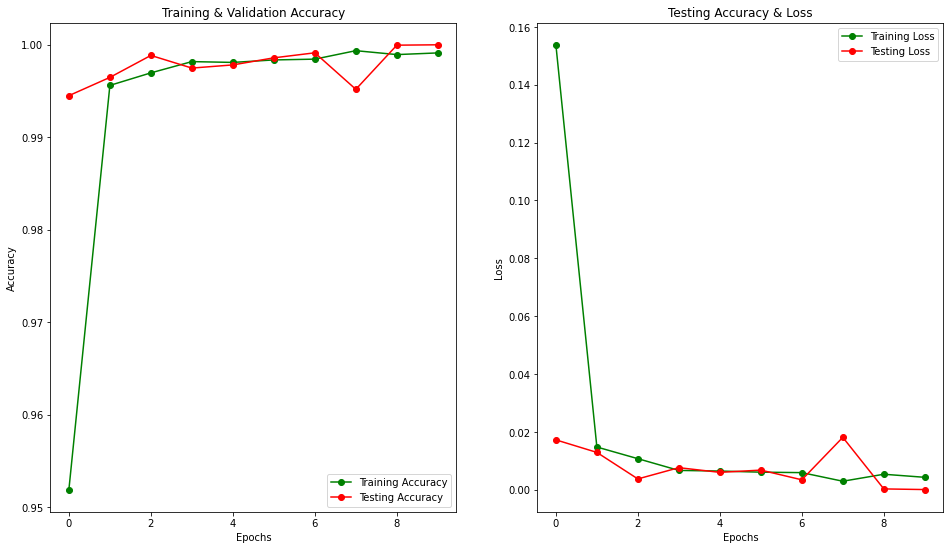 Training & Validation Accuracy
1.00
0.99
0.98
0.97
0.96
0.95
Accuracy
0 2 4 6 8
Epochs
Training Accuracy
Testing Accuracy
Testing Accuracy & Loss
0.16
0.14
0.12
0.10
0.08
0.06
0.04
0.02
0.00
Loss
0 2 4 6 8
Epochs
Training Loss
Testing Loss